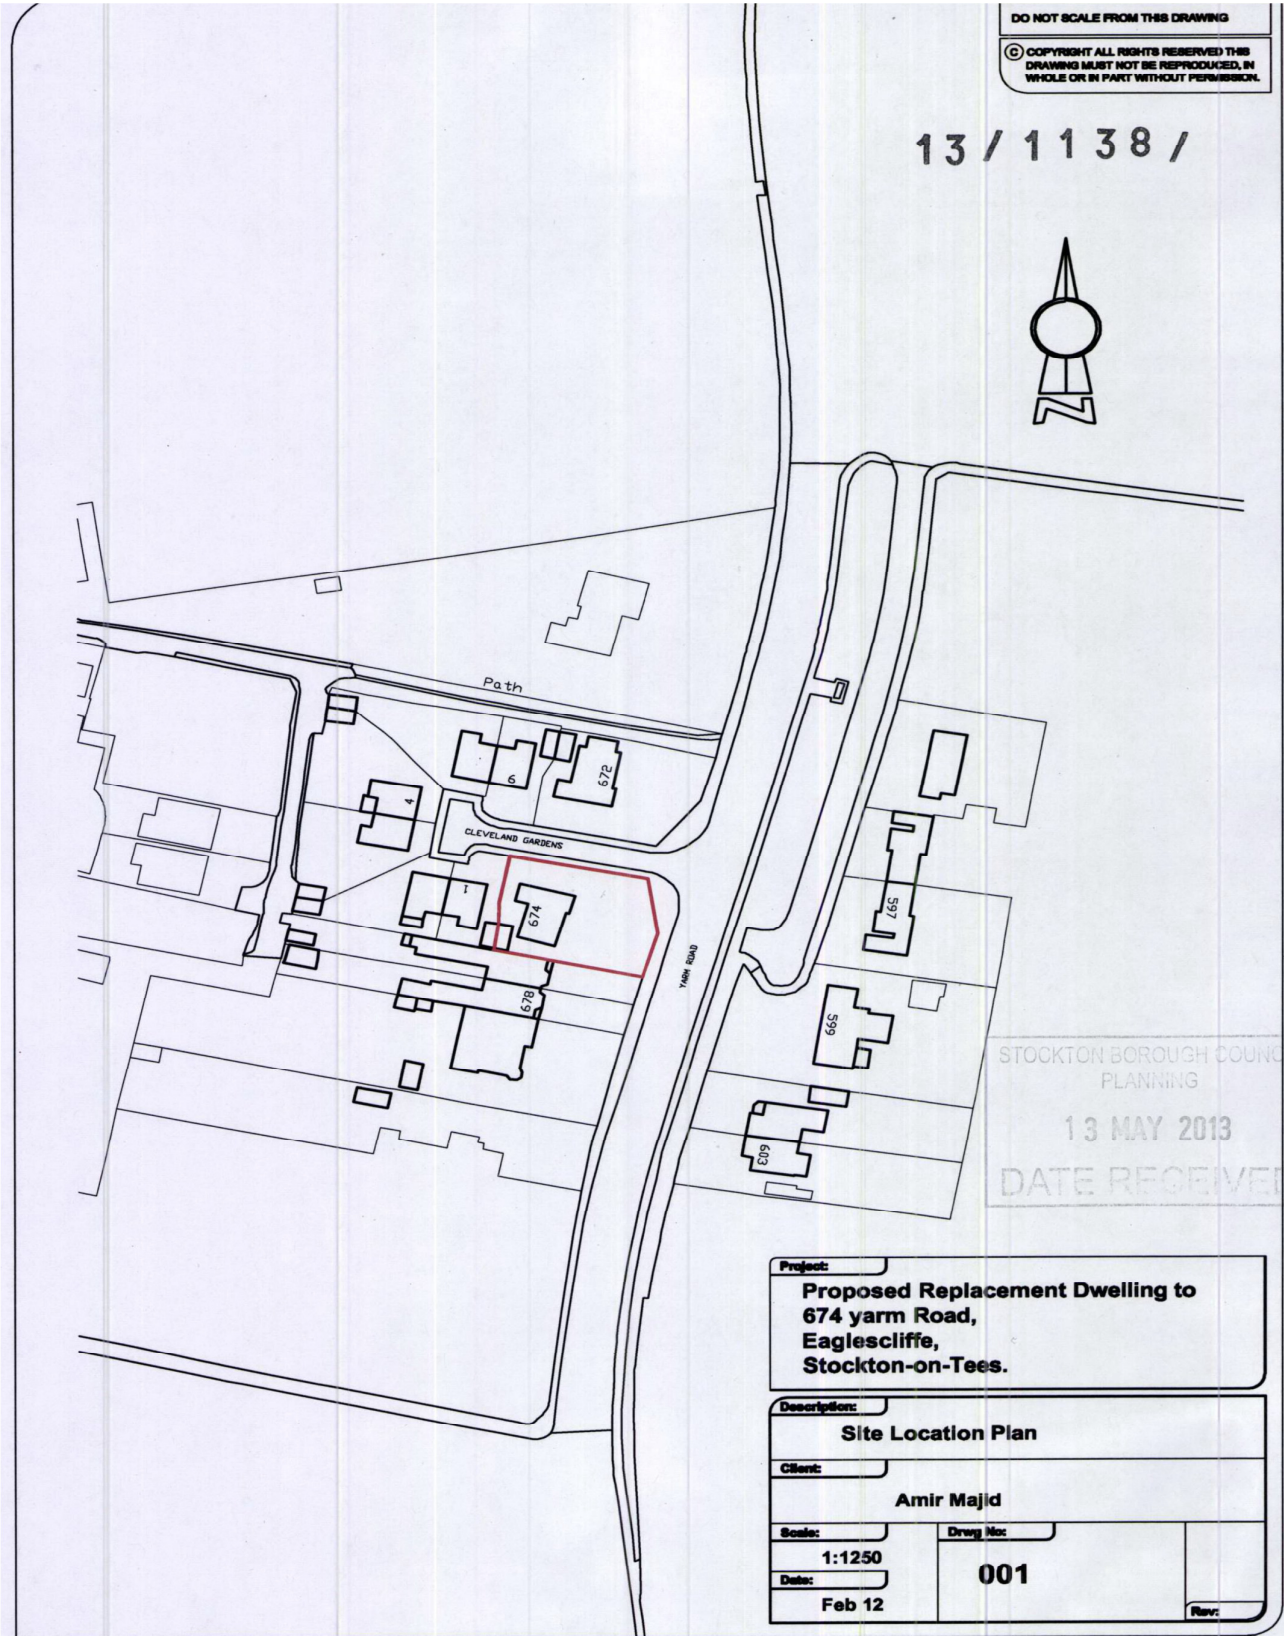 DO NOT SCALE FROM THIS DRAWING
© COPYRIGHT ALL RIGHTS RESERVED THIS
DRAWING MUST NOT BE REPRODUCED, IN
WHOLE OR IN PART WITHOUT PERMISSION.
13/1138/
N
Path
672
6
4
CLEVELAND GARDENS
1
674
597
YARM ROAD
678
599
603
STOCKTON BOROUGH COUNC
PLANNING
13 MAY 2013
DATE RECEIVED
Project:
Proposed Replacement Dwelling to
674 yarm Road,
Eaglescliffe,
Stockton-on-Tees.
Description:
Site Location Plan
Client:
Amir Majid
Scale:
1:1250
Drwg No:
001
Date:
Feb 12
Rev: